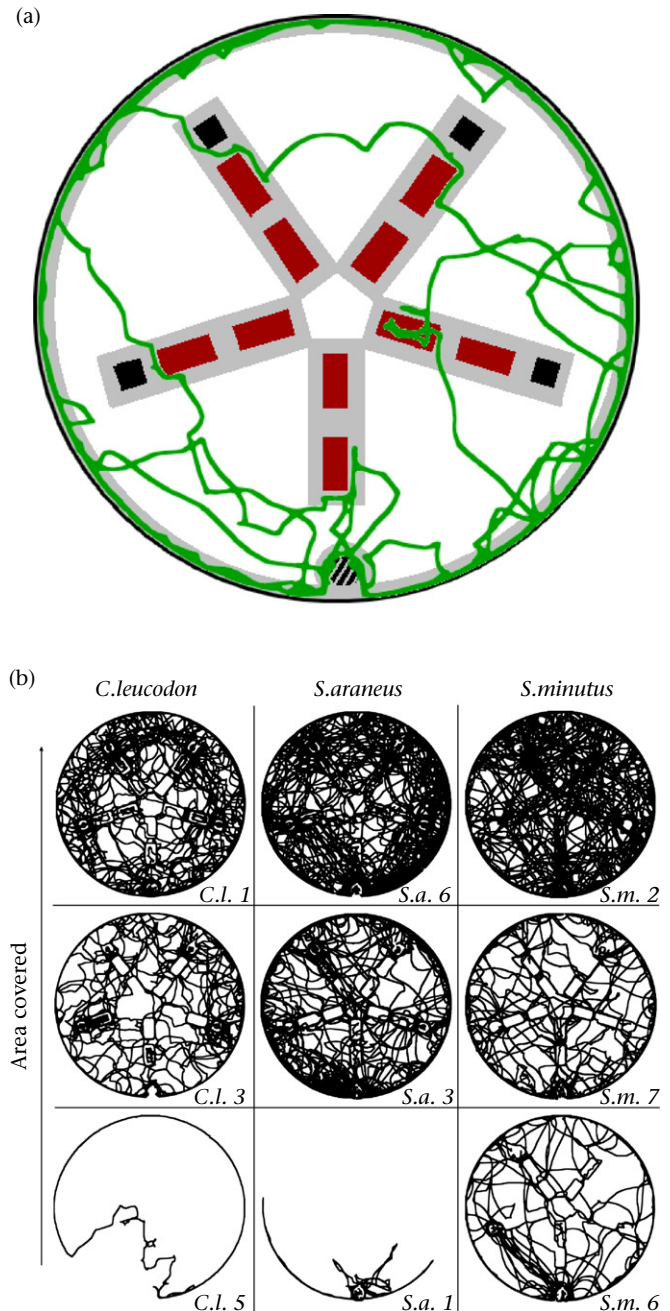 (a)
(b)
C.leucodon S.araneus S.minutus
Area covered
C.l. 1 S.a. 6 S.m. 2
C.l. 3 S.a. 3 S.m. 7
C.l. 5 S.a. 1 S.m. 6